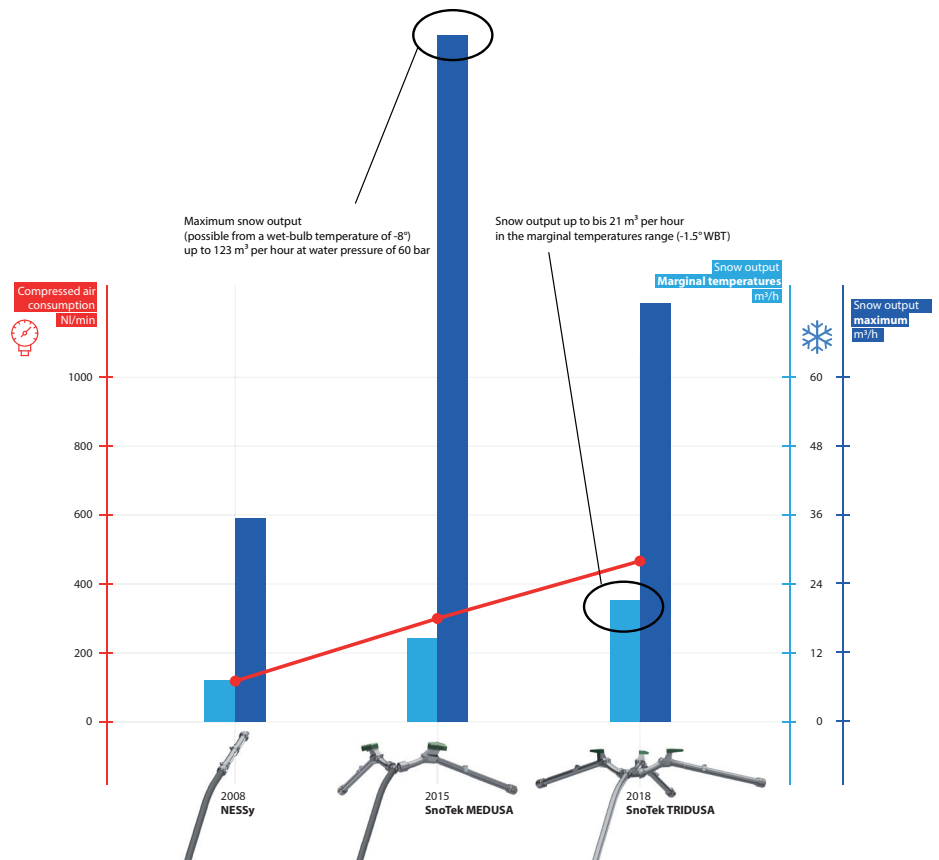 Maximum snow output
(possible from a wet-bulb temperature of -8°)
up to 123 m³ per hour at water pressure of 60 bar
Snow output up to bis 21 m³ per hour
in the marginal temperatures range (-1.5° WBT)
Compressed air
consumption
Nl/min
Snow output
Marginal temperatures
m³/h
Snow output
maximum
m³/h
1000
800
600
400
200
0
60
48
36
24
12
0
2008
NESSy
2015
SnoTek MEDUSA
2018
SnoTek TRIDUSA